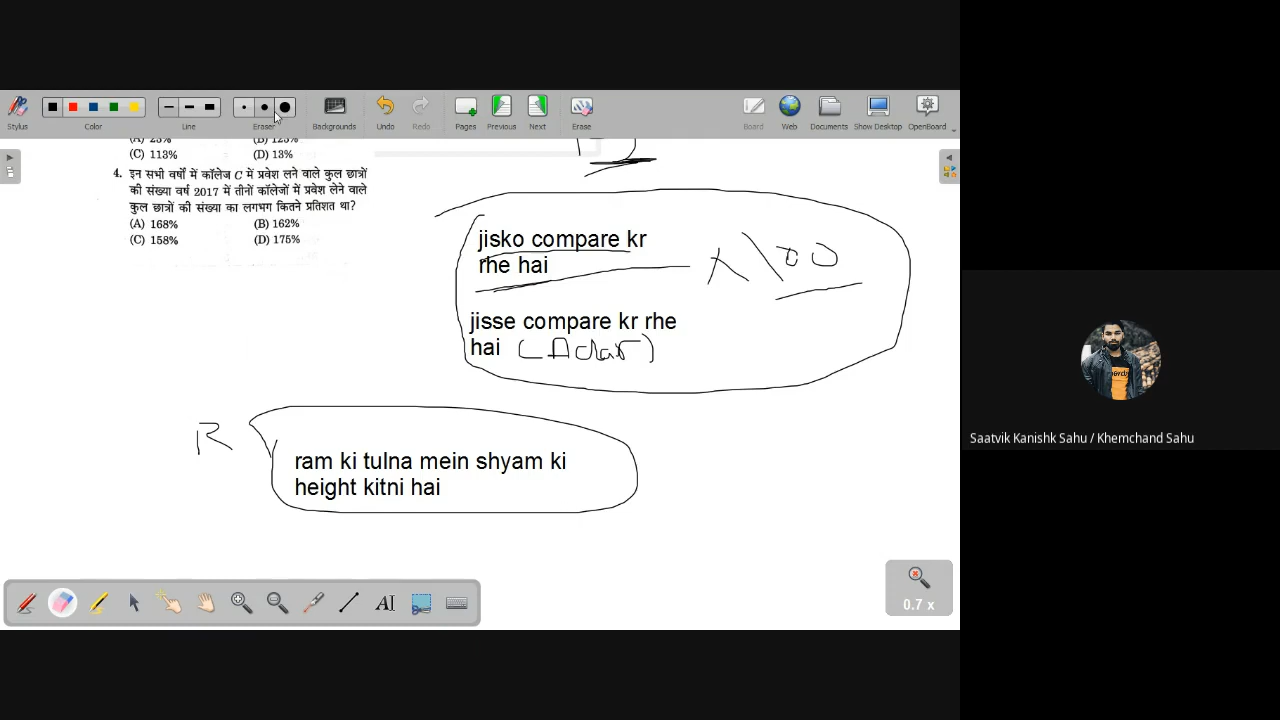 Stylus
Color
Line
Eraser
Backgrounds
Undo
Redo
Pages
Previous
Next
Erase
Board
Web
Documents
Show Desktop
OpenBoard
(A) 25% (B) 125%
(C) 113% (D) 13%
4. इन सभी वर्षों में कॉलेज C में प्रवेश लेने वाले कुल छात्रों
की संख्या वर्ष 2017 में तीनों कॉलेजों में प्रवेश लेने वाले
कुल छात्रों की संख्या का लगभग कितने प्रतिशत था?
(A) 168% (B) 162%
(C) 158% (D) 175%
jisko compare kr
rhe hai
X 100
jisse compare kr rhe
hai (Adar)
R
ram ki tulna mein shyam ki
height kitni hai
Saatvik Kanishk Sahu / Khemchand Sahu
0.7 x